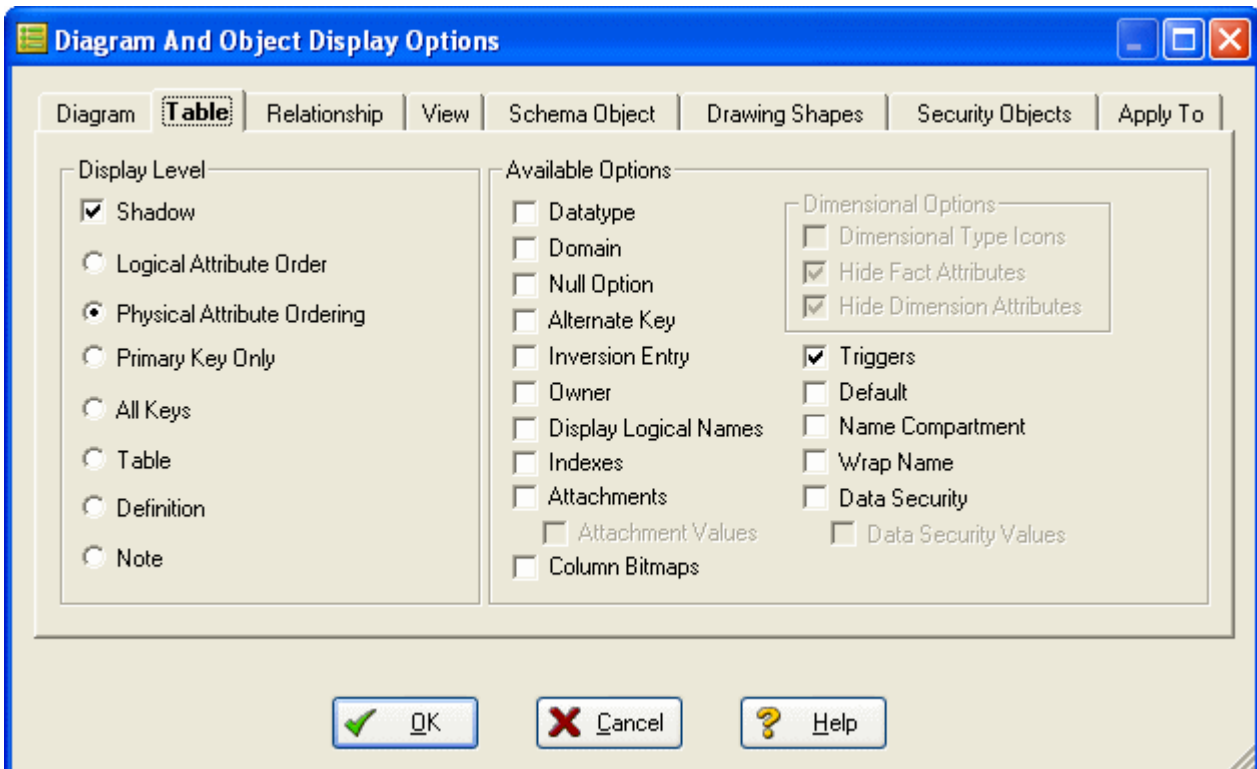 Diagram And Object Display Options
Diagram Table Relationship View Schema Object Drawing Shapes Security Objects Apply To
Display Level
Shadow
Logical Attribute Order
Physical Attribute Ordering
Primary Key Only
All Keys
Table
Definition
Note
Available Options
Datatype
Domain
Null Option
Alternate Key
Inversion Entry
Owner
Display Logical Names
Indexes
Attachments
Attachment Values
Column Bitmaps
Dimensional Options
Dimensional Type Icons
Hide Fact Attributes
Hide Dimension Attributes
Triggers
Default
Name Compartment
Wrap Name
Data Security
Data Security Values
OK Cancel Help